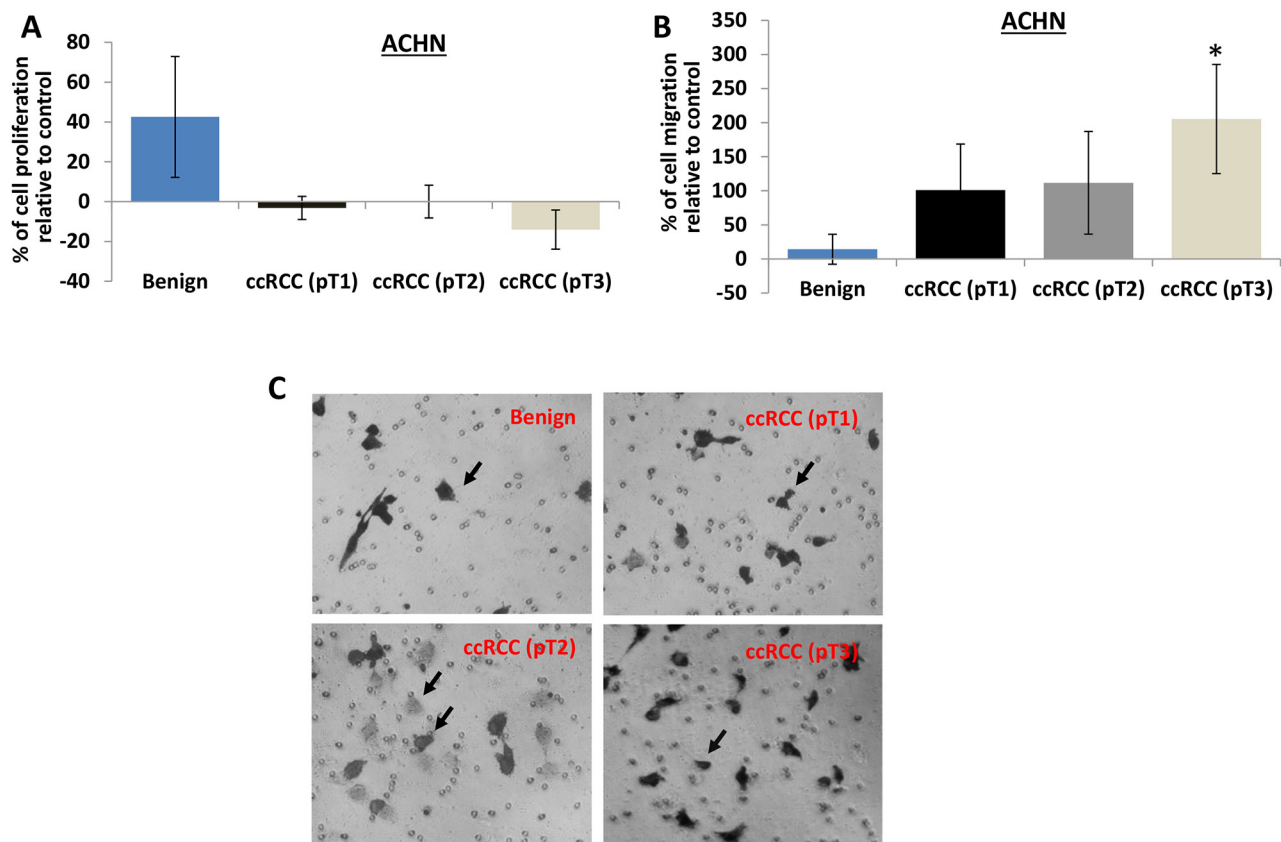 A
ACHN
% of cell proliferation
relative to control
80
60
40
20
0
-20
-40
Benign
ccRCC (pT1)
ccRCC (pT2)
ccRCC (pT3)
B
ACHN
% of cell migration
relative to control
350
300
250
200
150
100
50
0
-50
*
Benign
ccRCC (pT1)
ccRCC (pT2)
ccRCC (pT3)
C
Benign
ccRCC (pT1)
ccRCC (pT2)
ccRCC (pT3)